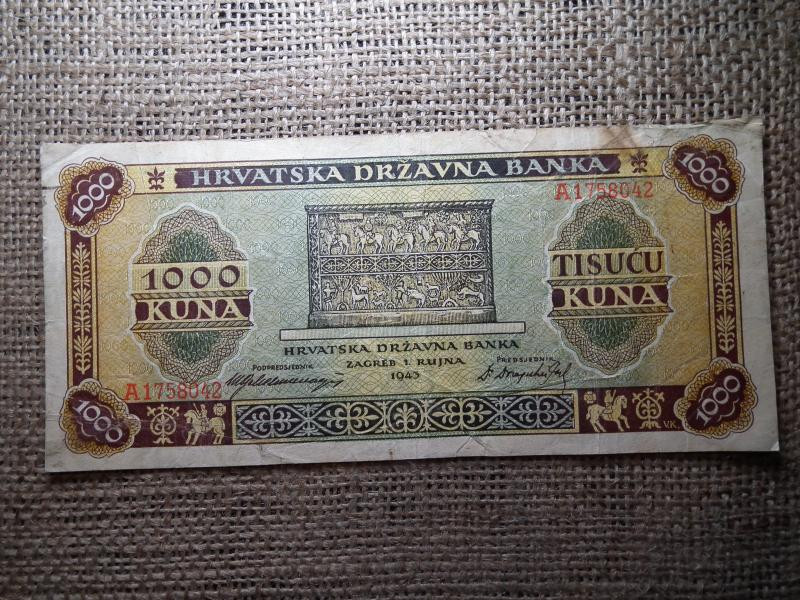 HRVATSKA DRŽAVNA BANKA
1000
1000
A1758042
1000
KUNA
TISUĆU
KUNA
HRVATSKA DRŽAVNA BANKA
PODPREDSJEDNIK
ZAGREB 1. RUJNA
PREDSJEDNIK
1943
A1758042
1000
1000
VK